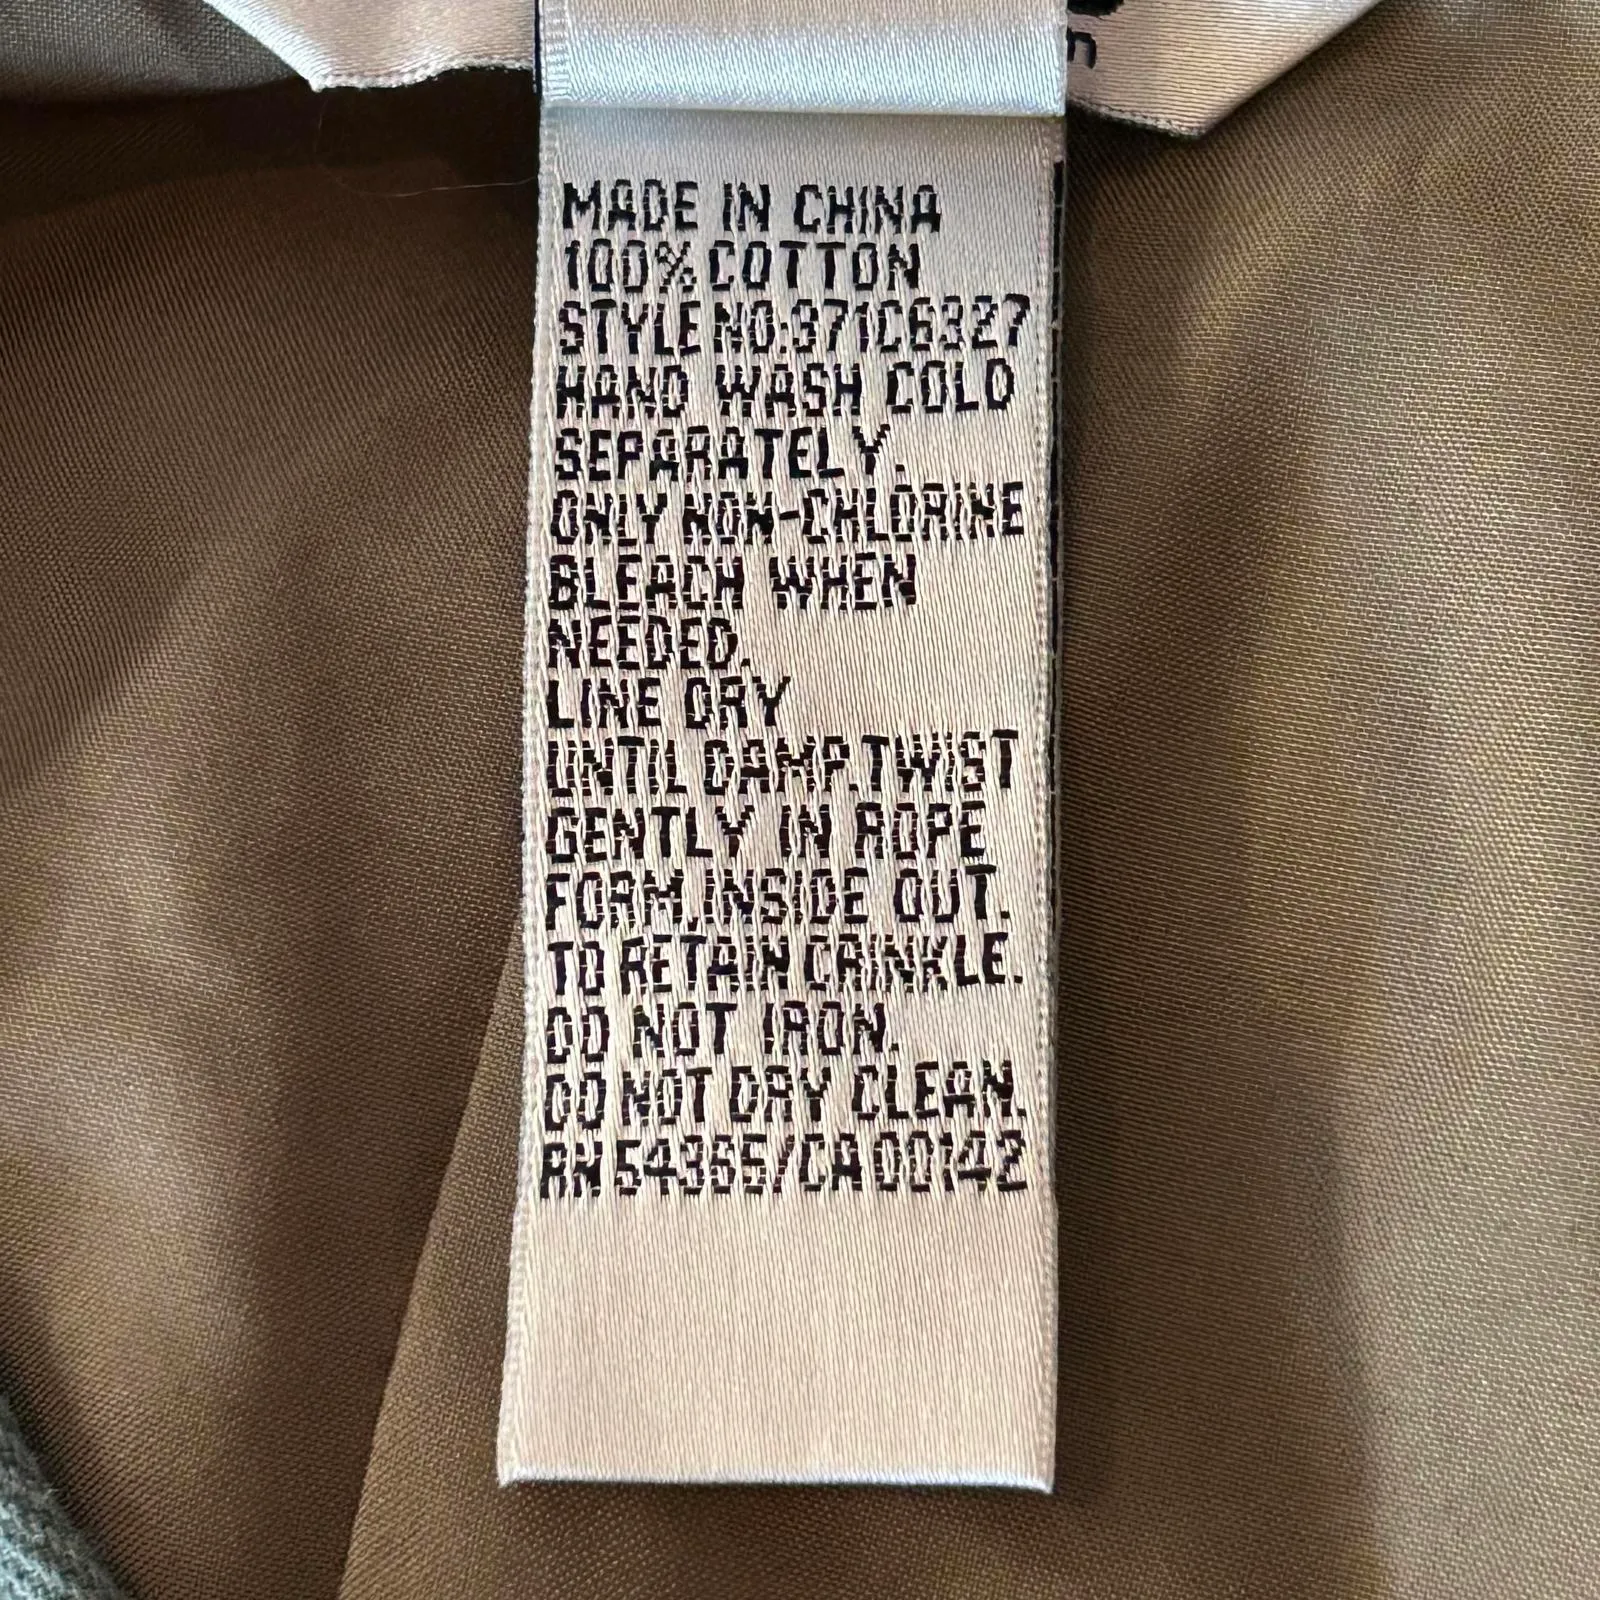 n
MADE IN CHINA
100% COTTON
STYLE NO:371C6327
HAND WASH COLD
SEPARATELY.
ONLY NON-CHLORINE
BLEACH WHEN
NEEDED.
LINE DRY
UNTIL DAMP.TWIST
GENTLY IN ROPE
FORM,INSIDE OUT.
TO RETAIN CRINKLE.
DO NOT IRON.
DO NOT DRY CLEAN.
RN 54365/CA 00142